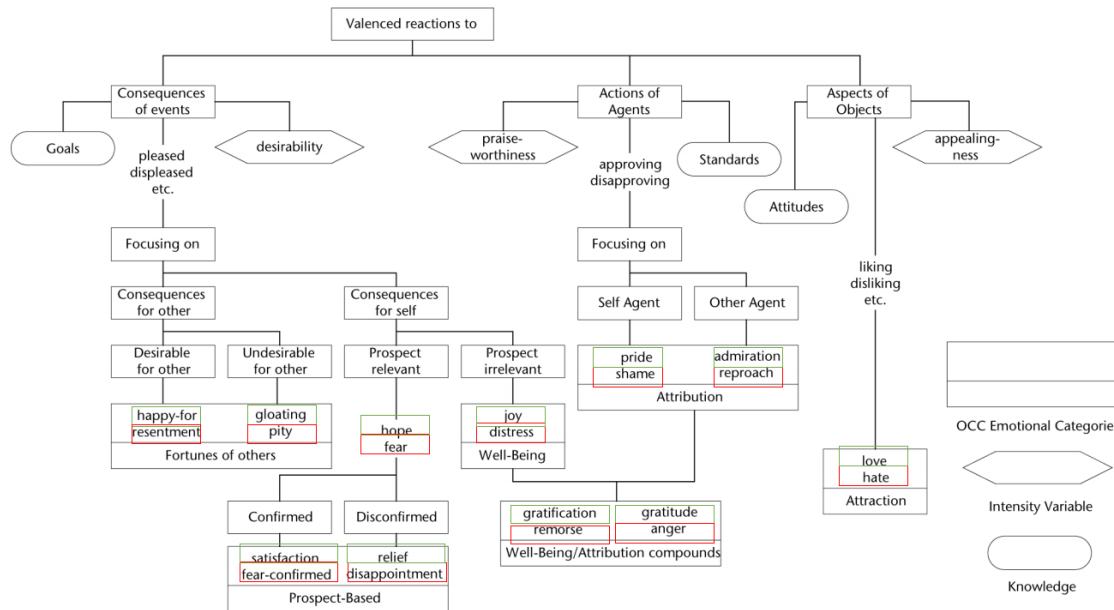 Valenced reactions to
Consequences
of events
Actions of
Agents
Aspects of
Objects
Goals
desirability
praise-
worthiness
Standards
appealing-
ness
pleased
displeased
etc.
approving
disapproving
Attitudes
Focusing on
Focusing on
liking
disliking
etc.
Consequences
for other
Consequences
for self
Self Agent
Other Agent
Desirable
for other
Undesirable
for other
Prospect
relevant
Prospect
irrelevant
pride
shame
admiration
reproach
Attribution
happy-for
resentment
gloating
pity
Fortunes of others
hope
fear
joy
distress
Well-Being
OCC Emotional Categorie
love
hate
Attraction
Confirmed
Disconfirmed
gratification
remorse
gratitude
anger
Well-Being/Attribution compounds
Intensity Variable
satisfaction
fear-confirmed
relief
disappointment
Prospect-Based
Knowledge